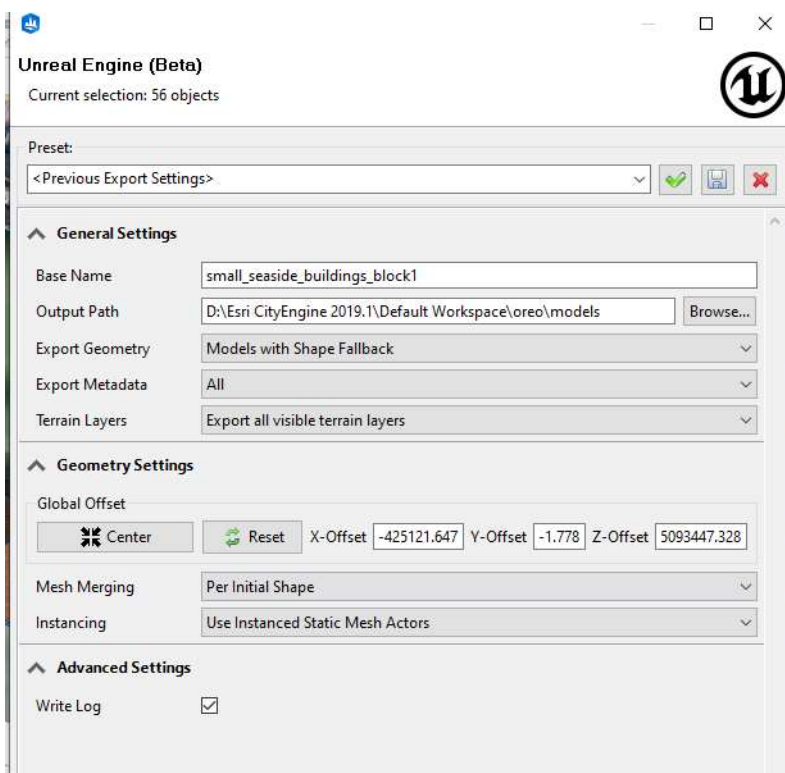 Unreal Engine (Beta)
Current selection: 56 objects
Preset:
<Previous Export Settings>
General Settings
Base Name small_seaside_buildings_block1
Output Path D:\Esri CityEngine 2019.1\Default Workspace\oreo\models Browse...
Export Geometry Models with Shape Fallback
Export Metadata All
Terrain Layers Export all visible terrain layers
Geometry Settings
Global Offset
Center Reset X-Offset -425121.647 Y-Offset -1.778 Z-Offset 5093447.328
Mesh Merging Per Initial Shape
Instancing Use Instanced Static Mesh Actors
Advanced Settings
Write Log